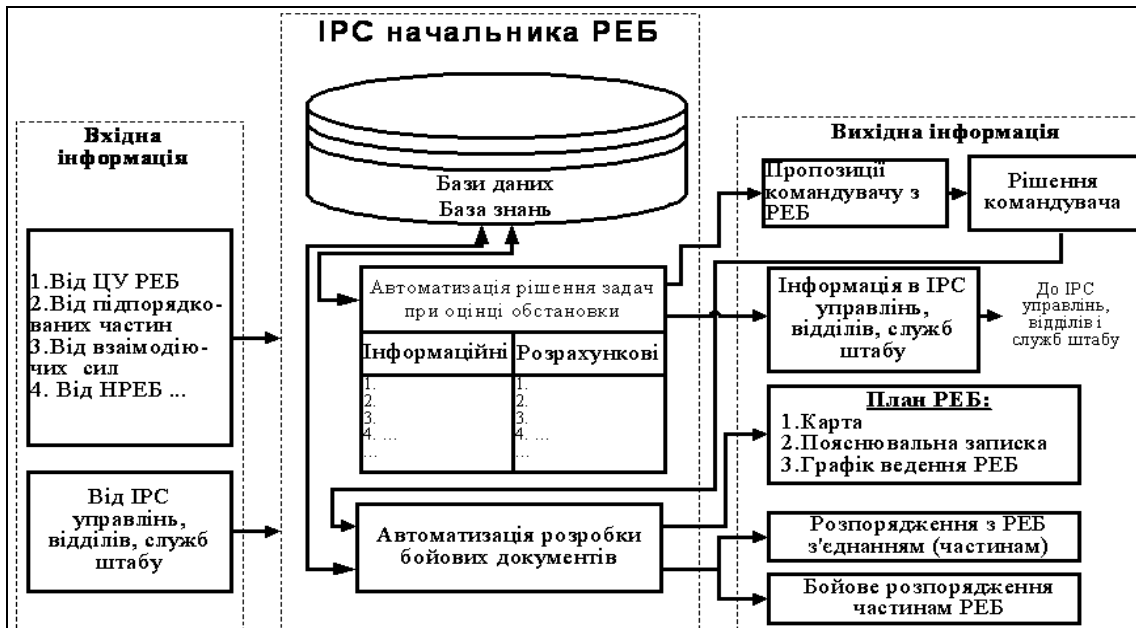 ІРС начальника РЕБ
Вхідна
інформація
1.Від ЦУ РЕБ
2.Від підпорядко-
ованих частин
3.Від взаімодію-
чих сил
4. Від НРЕБ ...
Від ІРС
управлінь,
відділів, служб
штабу
Бази даних
База знань
Автоматизація рішення задач
при оцінці обстановки
Інформаційні
1.
2.
3.
4. ...
...
Розрахункові
1.
2.
3.
4. ...
...
Автоматизація розробки
бойових документів
Вихідна інформація
Пропозиції
командувачу з
РЕБ
Рішення
командувача
Інформація в ІРС
управлінь,
відділів, служб
штабу
До ІРС
управлінь,
відділів і
служб штабу
План РЕБ:
1.Карта
2.Пояснювальна записка
3.Графік ведення РЕБ
Розпорядження з РЕБ
з'єднанням (частинам)
Бойове розпорядження
частинам РЕБ